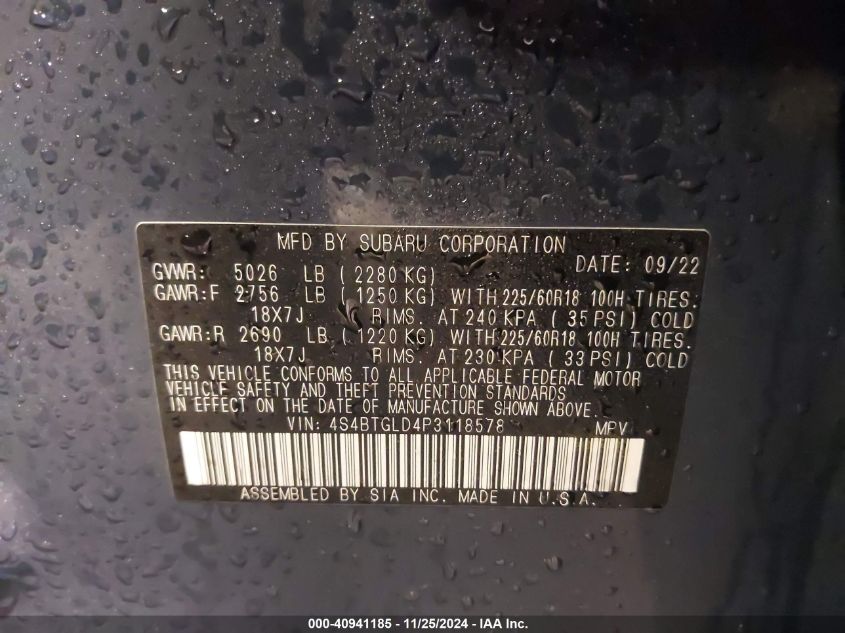 MFD BY SUBARU CORPORATION
DATE: 09/22
GVWR: 5026 LB ( 2280 KG)
GAWR:F 2756 LB ( 1250 KG) WITH 225/60R18 100H TIRES.
18X7J RIMS. AT 240 KPA ( 35 PSI) COLD
GAWR:R 2690 LB ( 1220 KG) WITH 225/60R18 100H TIRES.
18X7J RIMS. AT 230 KPA ( 33 PSI) COLD
THIS VEHICLE CONFORMS TO ALL APPLICABLE FEDERAL MOTOR
VEHICLE SAFETY AND THEFT PREVENTION STANDARDS
IN EFFECT ON THE DATE OF MANUFACTURE SHOWN ABOVE.
VIN: 4S4BTGLD4P3118578 MPV
ASSEMBLED BY SIA INC. MADE IN U.S.A.
000-40941185 - 11/25/2024 - IAA Inc.